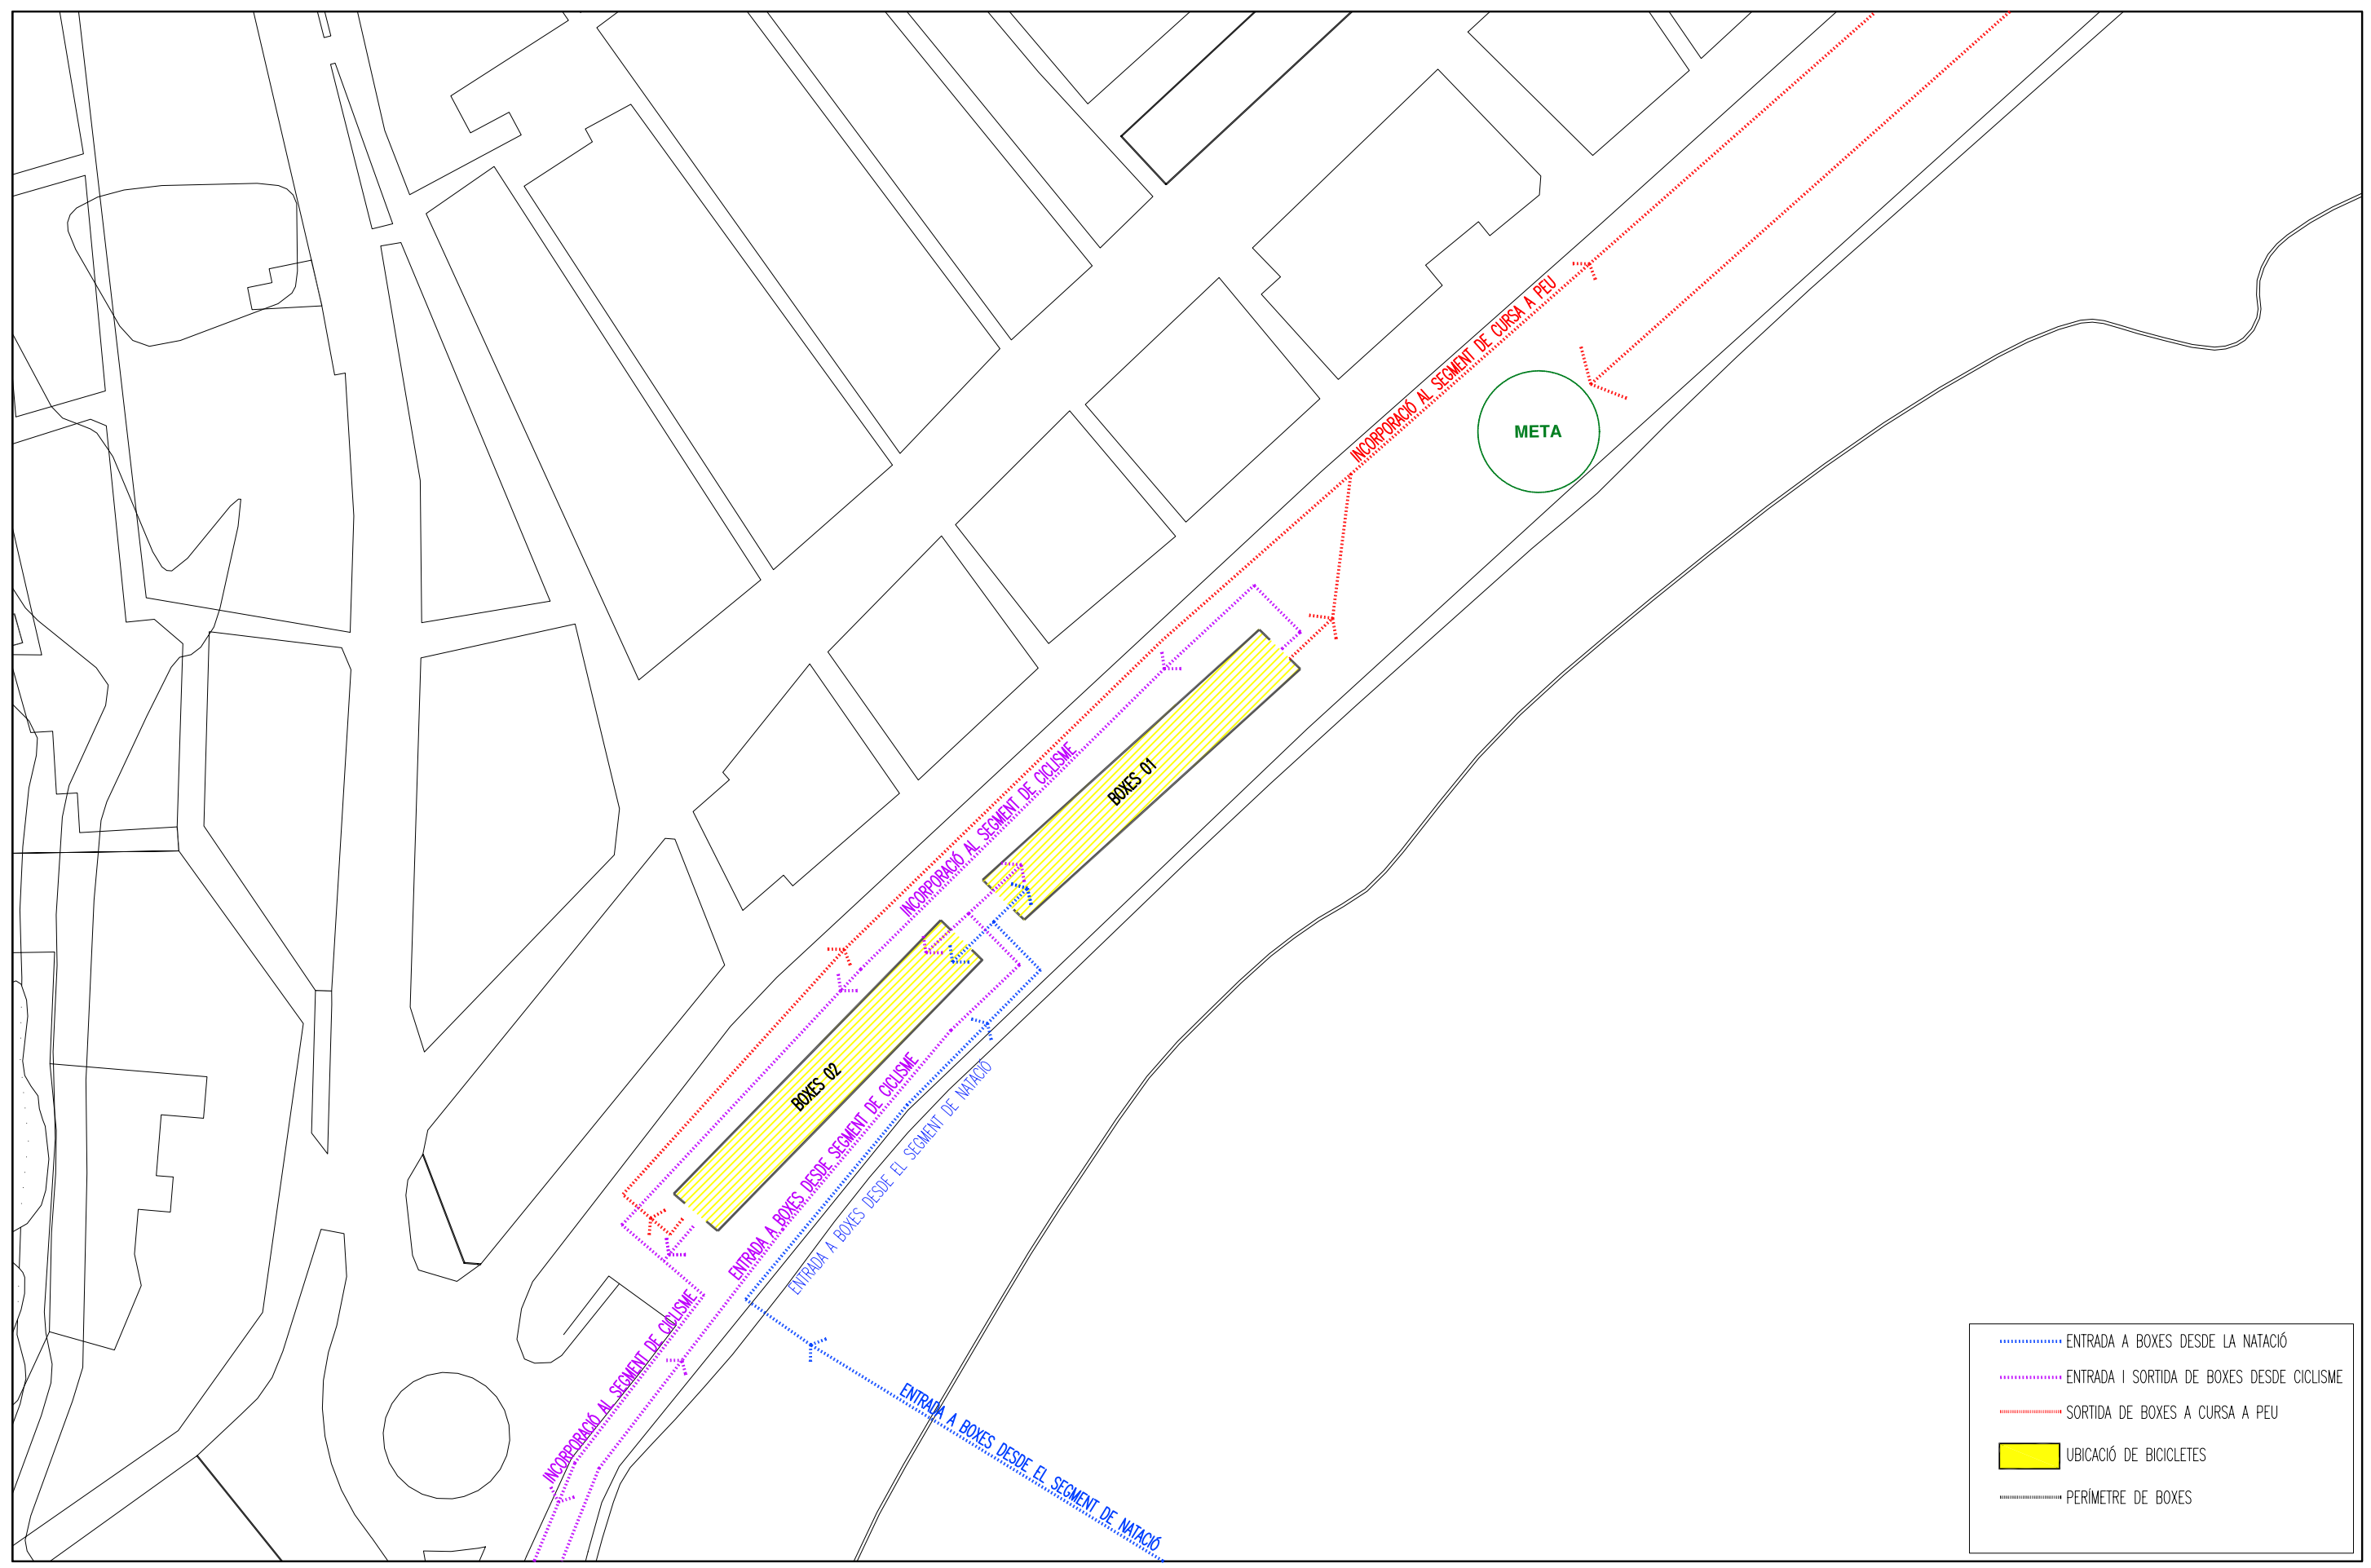 INCORPORACIÓ AL SEGMENT DE CURSA A PEU
META
INCORPORACIÓ AL SEGMENT DE CICLISME
BOXES 01
BOXES 02
ENTRADA A BOXES DESDE SEGMENT DE CICLISME
ENTRADA A BOXES DESDE EL SEGMENT DE NATACIÓ
INCORPORACIÓ AL SEGMENT DE CICLISME
ENTRADA A BOXES DESDE EL SEGMENT DE NATACIÓ
ENTRADA A BOXES DESDE LA NATACIÓ
ENTRADA I SORTIDA DE BOXES DESDE CICLISME
SORTIDA DE BOXES A CURSA A PEU
UBICACIÓ DE BICICLETES
PERÍMETRE DE BOXES